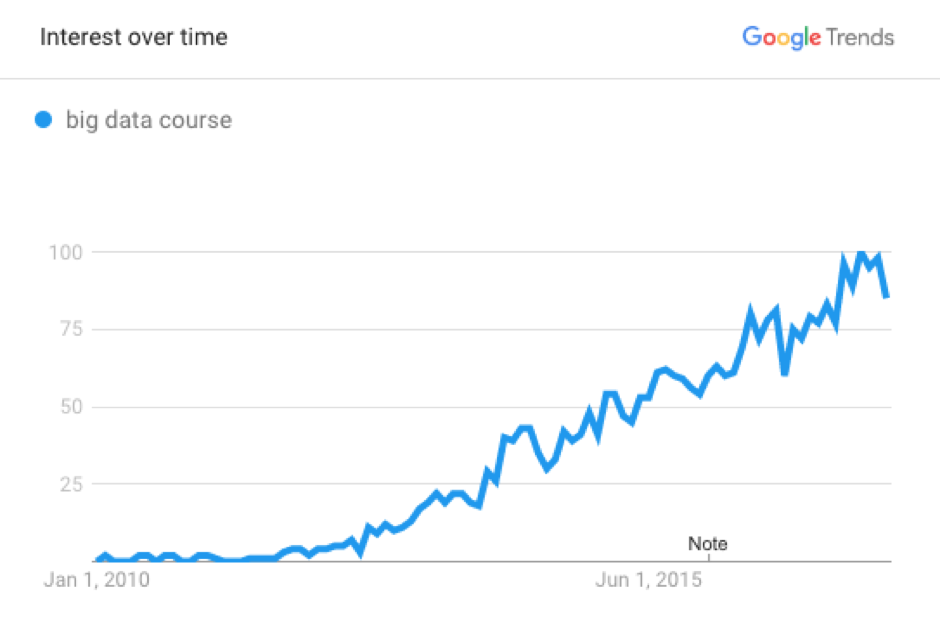 Interest over time
Google Trends
big data course
100
75
50
25
Note
Jan 1, 2010
Jun 1, 2015